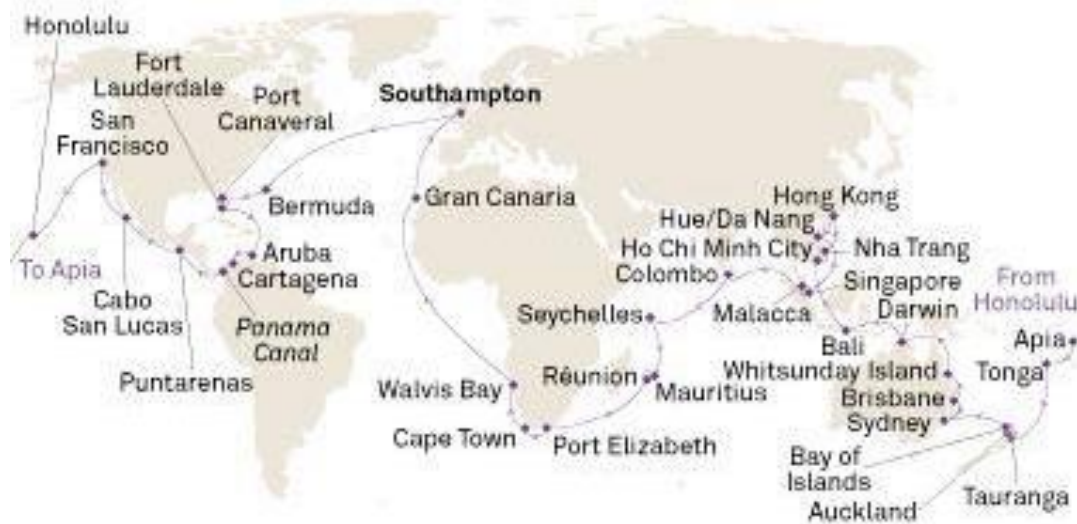 Honolulu
Fort
Lauderdale
Port
Canaveral
Southampton
San
Francisco
Bermuda
Gran Canaria
Hong Kong
Hue/Da Nang
Ho Chi Minh City
Nha Trang
Colombo
To Apia
Aruba
Cartagena
Cabo
San Lucas
Panama
Canal
Puntarenas
Singapore
Malacca
Darwin
From
Honolulu
Seychelles
Bali
Apia
Tonga
Walvis Bay
Réunion
Mauritius
Whitsunday Island
Brisbane
Sydney
Cape Town
Port Elizabeth
Bay of
Islands
Auckland
Tauranga